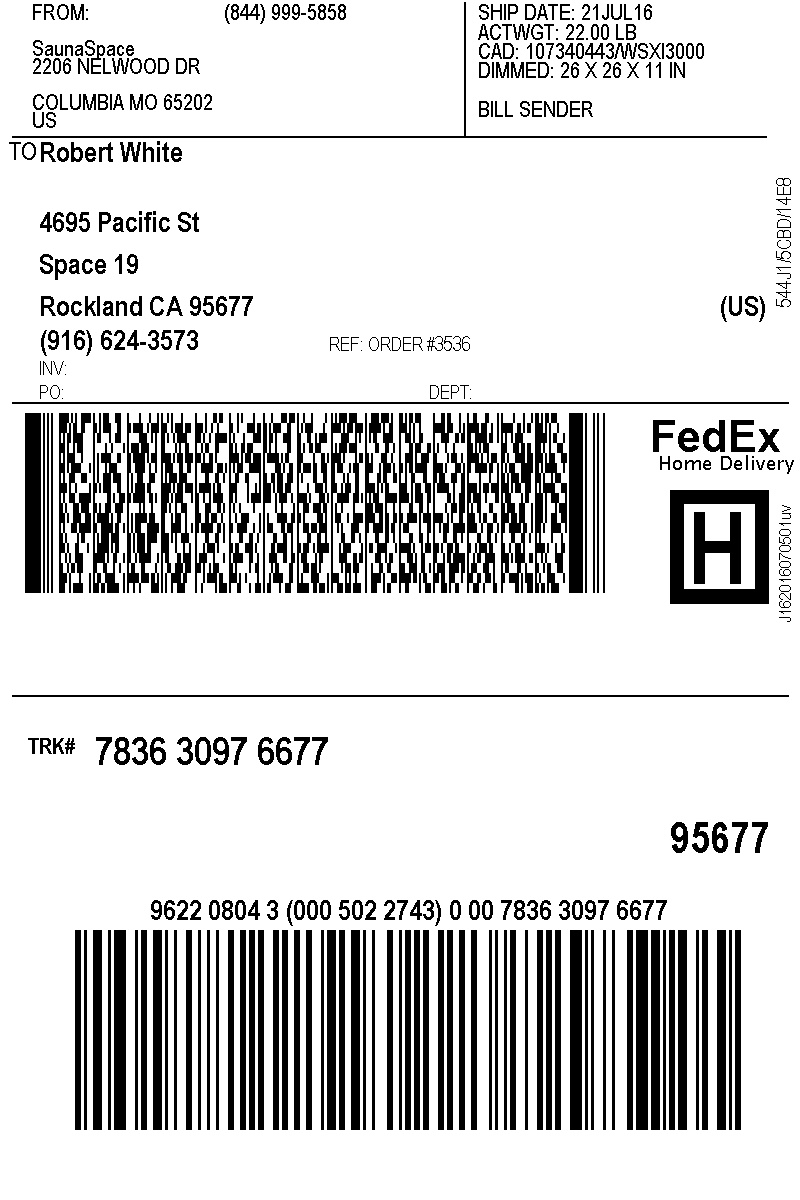 FROM: (844) 999-5858
SaunaSpace
2206 NELWOOD DR
COLUMBIA MO 65202
US
SHIP DATE: 21JUL16
ACTWGT: 22.00 LB
CAD: 107340443/WSXI3000
DIMMED: 26 X 26 X 11 IN
BILL SENDER
TO Robert White
4695 Pacific St
Space 19
Rockland CA 95677
(US)
(916) 624-3573
REF: ORDER #3536
INV:
PO:
DEPT:
544J1/5CBD/14E8
FedEx
Home Delivery
H
J162016070501uv
TRK# 7836 3097 6677
95677
9622 0804 3 (000 502 2743) 0 00 7836 3097 6677